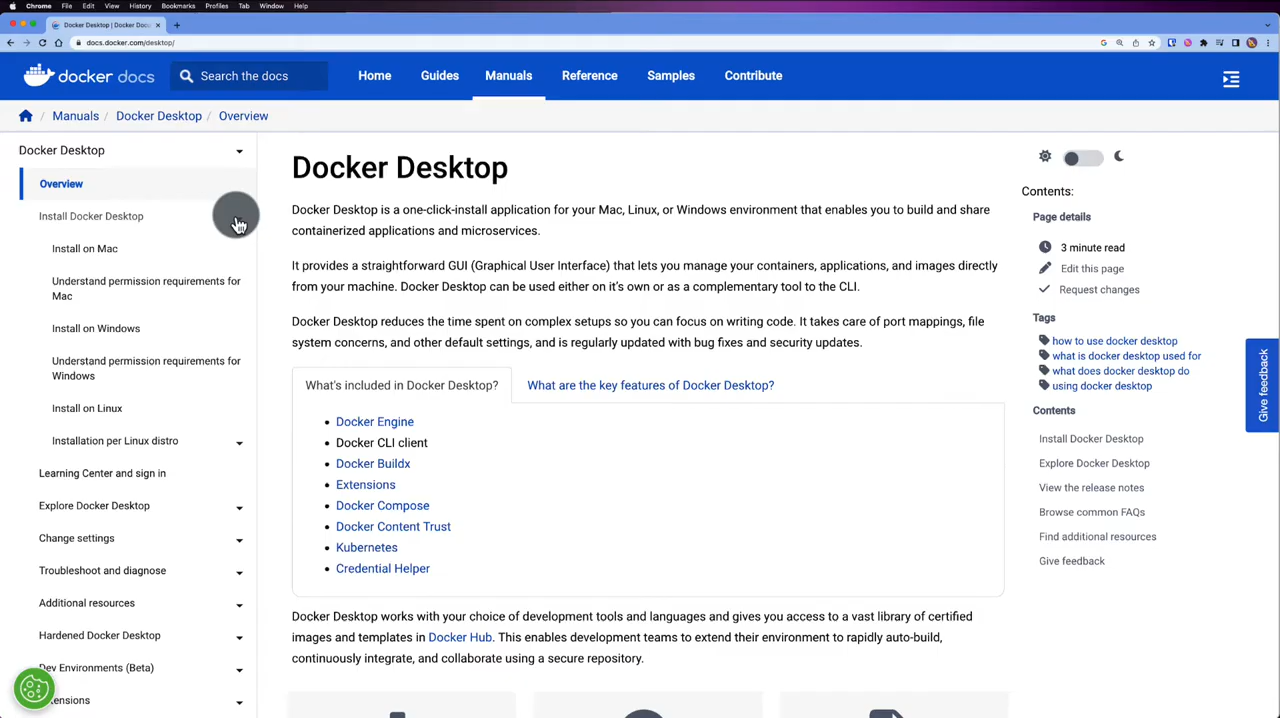 Chrome File Edit View History Bookmarks Profiles Tab Window Help
Docker Desktop | Docker Docu
docs.docker.com/desktop/
docker docs
Search the docs
Home Guides Manuals Reference Samples Contribute
/ Manuals / Docker Desktop / Overview
Docker Desktop
Overview
Install Docker Desktop
Install on Mac
Understand permission requirements for
Mac
Install on Windows
Understand permission requirements for
Windows
Install on Linux
Installation per Linux distro
Learning Center and sign in
Explore Docker Desktop
Change settings
Troubleshoot and diagnose
Additional resources
Hardened Docker Desktop
Dev Environments (Beta)
ensions
Docker Desktop
Docker Desktop is a one-click-install application for your Mac, Linux, or Windows environment that enables you to build and share
containerized applications and microservices.
It provides a straightforward GUI (Graphical User Interface) that lets you manage your containers, applications, and images directly
from your machine. Docker Desktop can be used either on it's own or as a complementary tool to the CLI.
Docker Desktop reduces the time spent on complex setups so you can focus on writing code. It takes care of port mappings, file
system concerns, and other default settings, and is regularly updated with bug fixes and security updates.
What's included in Docker Desktop? What are the key features of Docker Desktop?
• Docker Engine
• Docker CLI client
• Docker Buildx
• Extensions
• Docker Compose
• Docker Content Trust
• Kubernetes
• Credential Helper
Docker Desktop works with your choice of development tools and languages and gives you access to a vast library of certified
images and templates in Docker Hub. This enables development teams to extend their environment to rapidly auto-build,
continuously integrate, and collaborate using a secure repository.
Contents:
Page details
3 minute read
Edit this page
Request changes
Tags
how to use docker desktop
what is docker desktop used for
what does docker desktop do
using docker desktop
Contents
Install Docker Desktop
Explore Docker Desktop
View the release notes
Browse common FAQs
Find additional resources
Give feedback
Give feedback